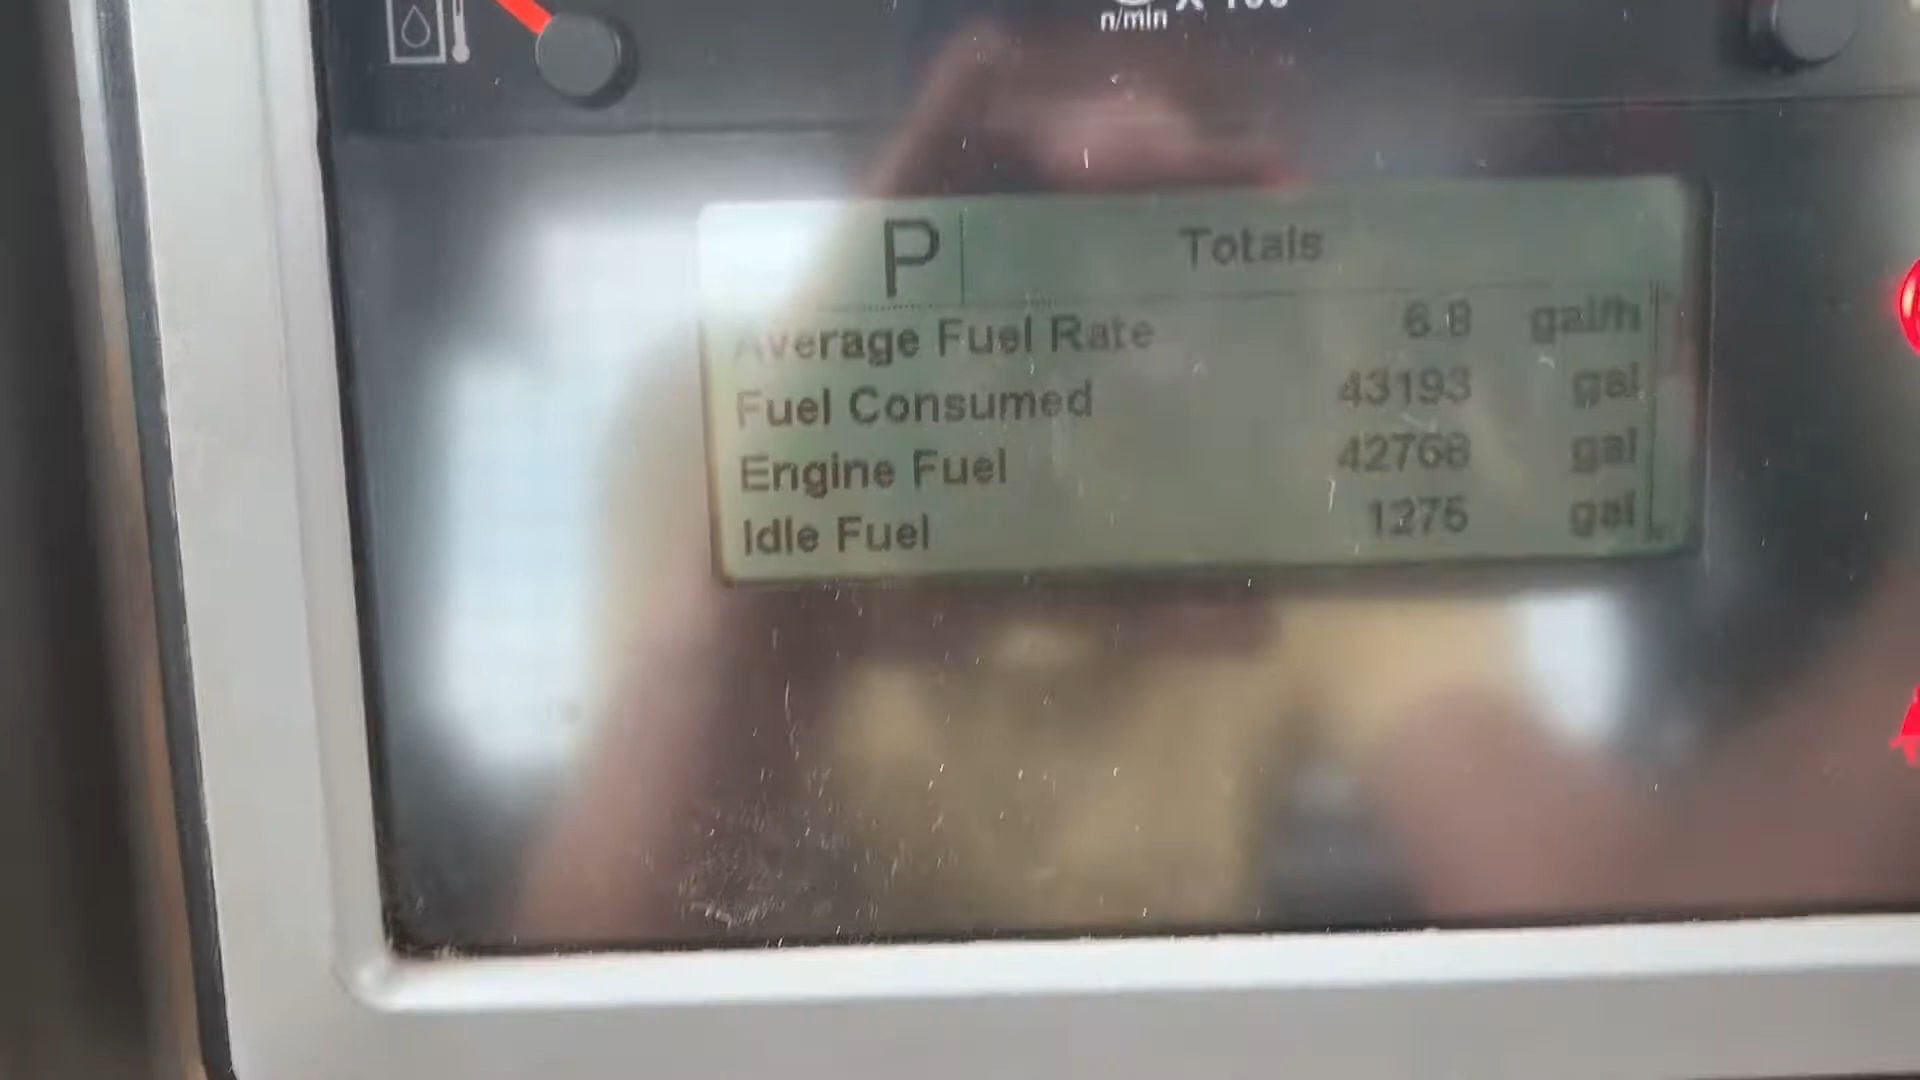 n/min x 100
P
Totals
Average Fuel Rate 6.8 gal/h
Fuel Consumed 43193 gal
Engine Fuel 42768 gal
Idle Fuel 1275 gal